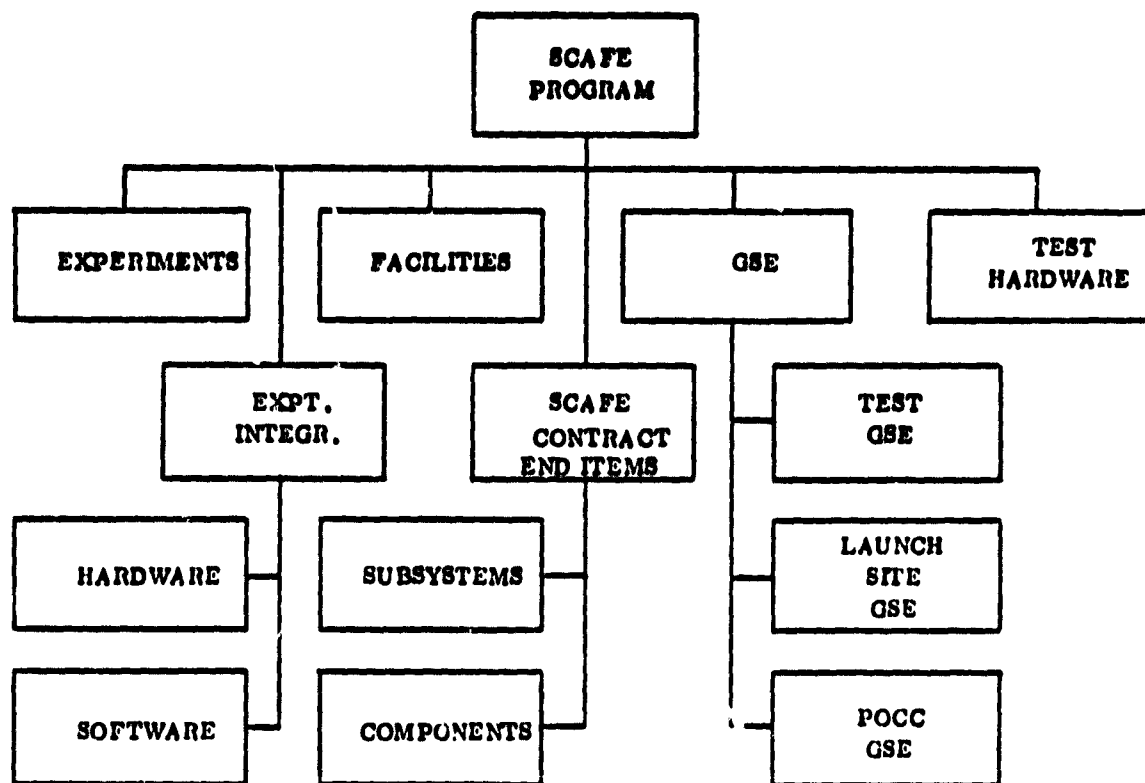 SCAFE
PROGRAM
EXPERIMENTS
FACILITIES
GSE
TEST
HARDWARE
EXPT.
INTEGR.
SCAFE
CONTRACT
END ITEMS
TEST
GSE
HARDWARE
SUBSYSTEMS
LAUNCH
SITE
GSE
SOFTWARE
COMPONENTS
POCC
GSE